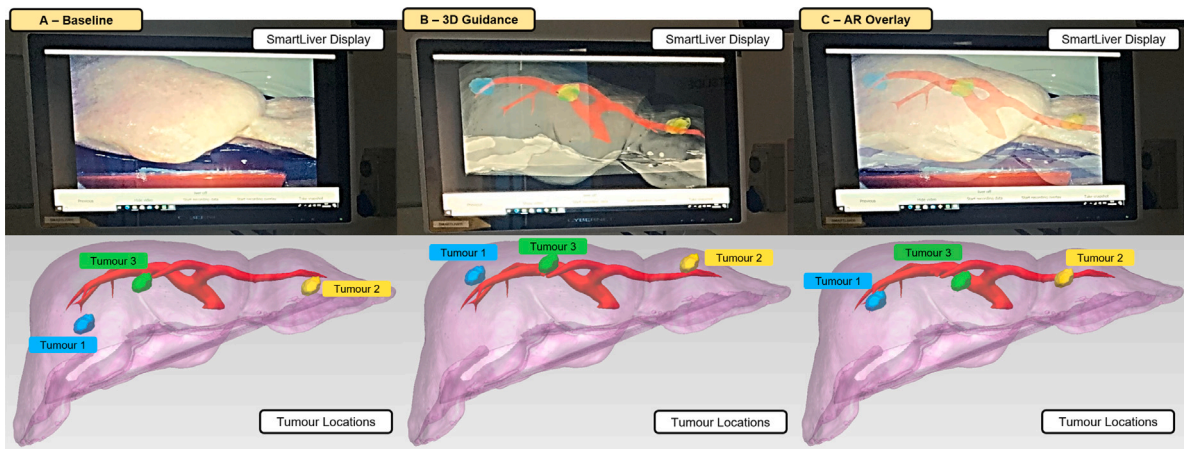 A – Baseline
SmartLiver Display
B – 3D Guidance
SmartLiver Display
C – AR Overlay
SmartLiver Display
Tumour 3
Tumour 2
Tumour 1
Tumour Locations
Tumour 1
Tumour 3
Tumour 2
Tumour Locations
Tumour 3
Tumour 1
Tumour 2
Tumour Locations